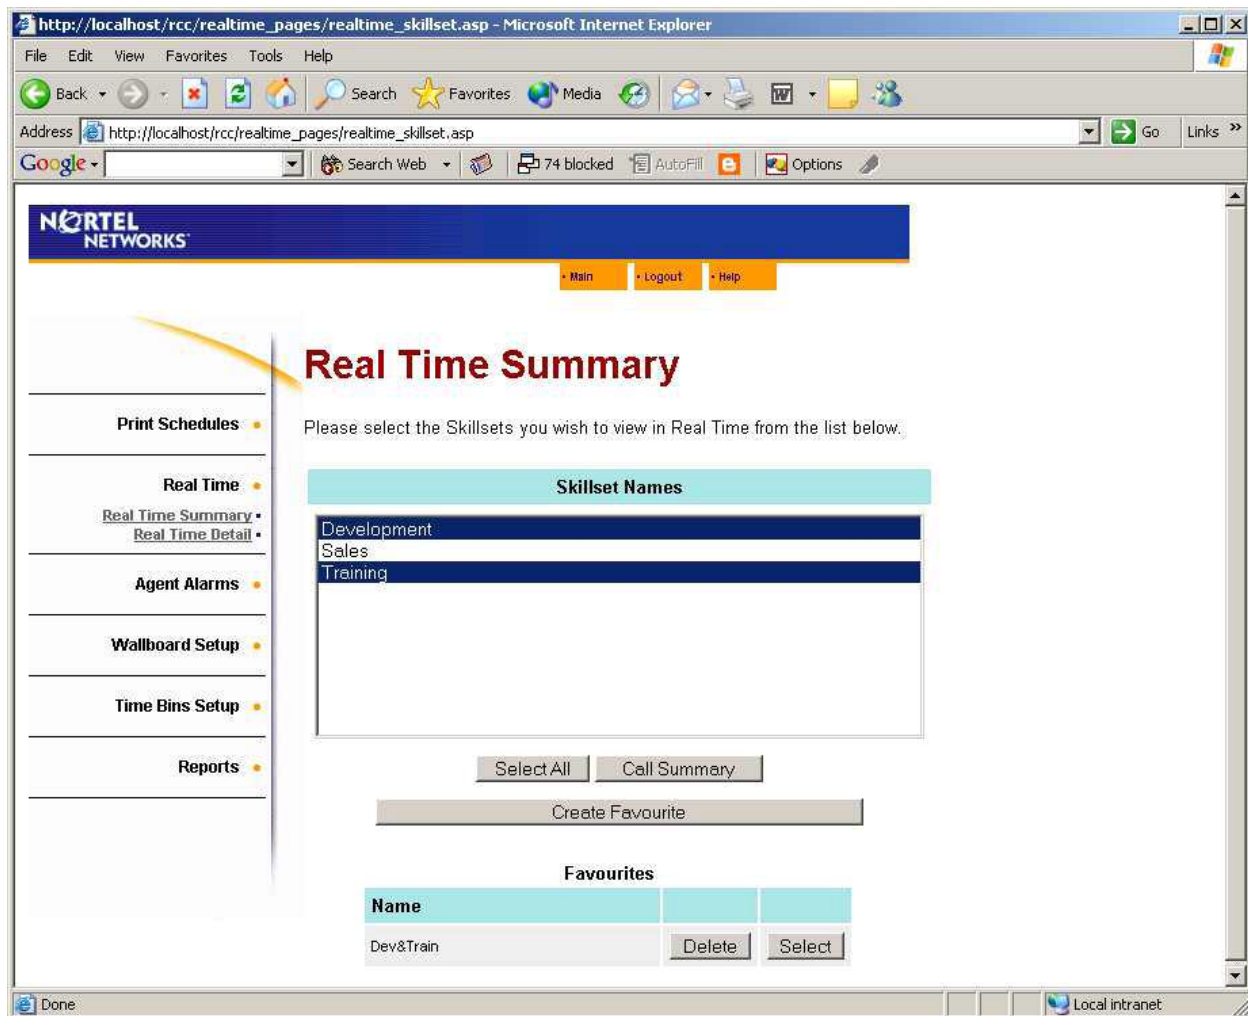 http://localhost/rcc/realtime_pages/realtime_skillset.asp - Microsoft Internet Explorer
File Edit View Favorites Tools Help
Back Search Favorites Media
Address http://localhost/rcc/realtime_pages/realtime_skillset.asp Go Links »
Google Search Web 74 blocked AutoFill Options
NORTEL
NETWORKS
• Main • Logout • Help
Real Time Summary
Print Schedules
Please select the Skillsets you wish to view in Real Time from the list below.
Real Time
Real Time Summary
Real Time Detail
Agent Alarms
Wallboard Setup
Time Bins Setup
Reports
Skillset Names
Development
Sales
Training
Select All Call Summary
Create Favourite
Favourites
Name
Dev&Train Delete Select
Done Local intranet